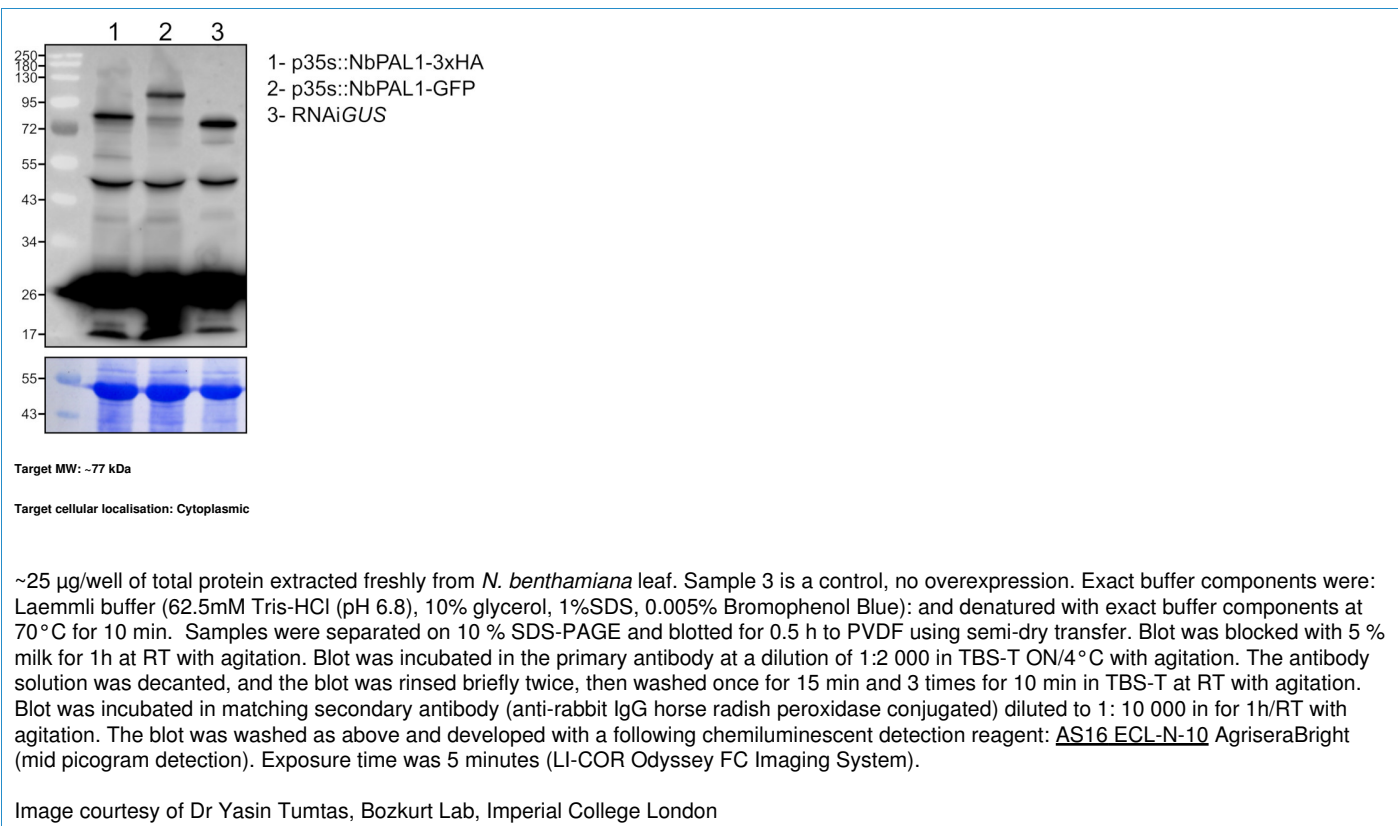 1 2 3
250-
180-
130-
95-
72-
55-
43-
34-
26-
17-
55-
43-
1- p35s::NbPAL1-3xHA
2- p35s::NbPAL1-GFP
3- RNAiGUS
Target MW: ~77 kDa
Target cellular localisation: Cytoplasmic
~25 µg/well of total protein extracted freshly from N. benthamiana leaf. Sample 3 is a control, no overexpression. Exact buffer components were:
Laemmli buffer (62.5mM Tris-HCl (pH 6.8), 10% glycerol, 1%SDS, 0.005% Bromophenol Blue): and denatured with exact buffer components at
70°C for 10 min. Samples were separated on 10 % SDS-PAGE and blotted for 0.5 h to PVDF using semi-dry transfer. Blot was blocked with 5 %
milk for 1h at RT with agitation. Blot was incubated in the primary antibody at a dilution of 1:2 000 in TBS-T ON/4°C with agitation. The antibody
solution was decanted, and the blot was rinsed briefly twice, then washed once for 15 min and 3 times for 10 min in TBS-T at RT with agitation.
Blot was incubated in matching secondary antibody (anti-rabbit IgG horse radish peroxidase conjugated) diluted to 1: 10 000 in for 1h/RT with
agitation. The blot was washed as above and developed with a following chemiluminescent detection reagent: AS16 ECL-N-10 AgriseraBright
(mid picogram detection). Exposure time was 5 minutes (LI-COR Odyssey FC Imaging System).
Image courtesy of Dr Yasin Tumtas, Bozkurt Lab, Imperial College London